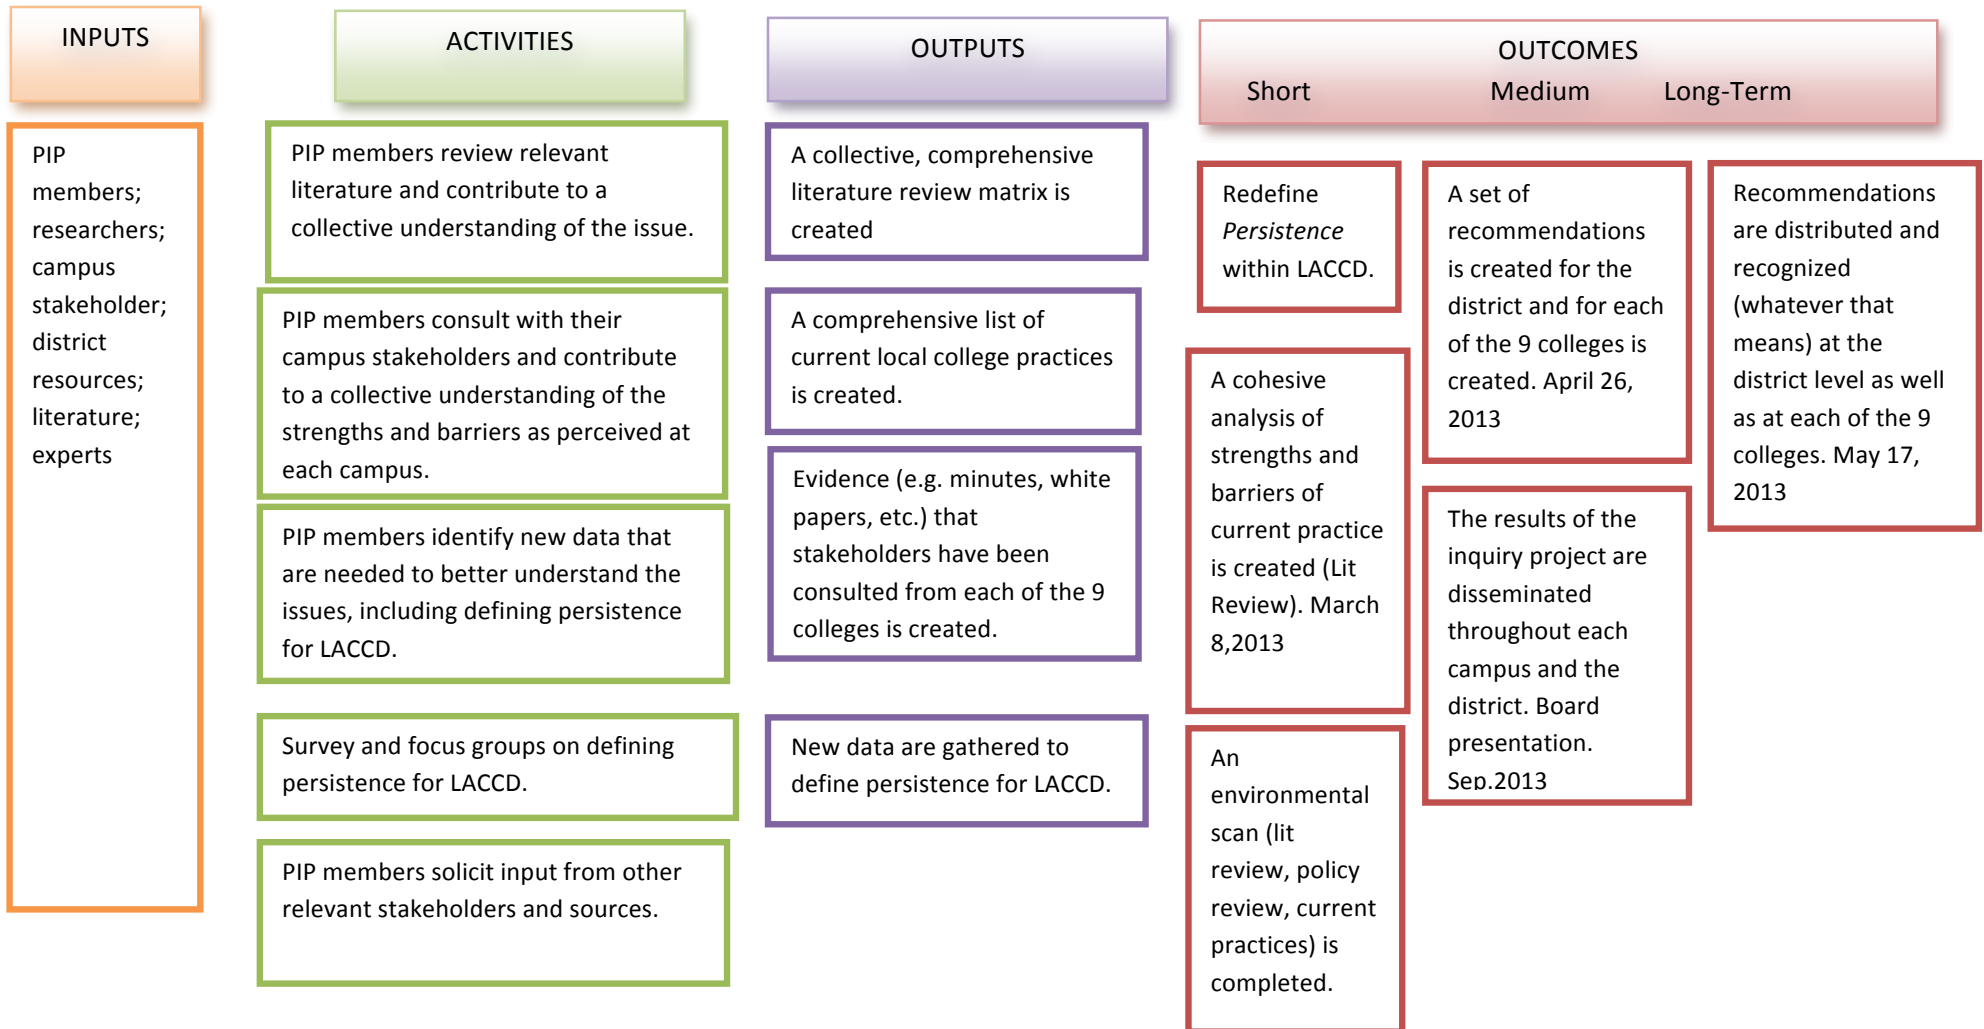 INPUTS
PIP
members;
researchers;
campus
stakeholder;
district
resources;
literature;
experts
ACTIVITIES
PIP members review relevant
literature and contribute to a
collective understanding of the issue.
PIP members consult with their
campus stakeholders and contribute
to a collective understanding of the
strengths and barriers as perceived at
each campus.
PIP members identify new data that
are needed to better understand the
issues, including defining persistence
for LACCD.
Survey and focus groups on defining
persistence for LACCD.
PIP members solicit input from other
relevant stakeholders and sources.
OUTPUTS
A collective, comprehensive
literature review matrix is
created
A comprehensive list of
current local college practices
is created.
Evidence (e.g. minutes, white
papers, etc.) that
stakeholders have been
consulted from each of the 9
colleges is created.
New data are gathered to
define persistence for LACCD.
OUTCOMES
Short Medium Long-Term
Redefine
Persistence
within LACCD.
A cohesive
analysis of
strengths and
barriers of
current practice
is created (Lit
Review). March
8,2013
An
environmental
scan (lit
review, policy
review, current
practices) is
completed.
A set of
recommendations
is created for the
district and for each
of the 9 colleges is
created. April 26,
2013
The results of the
inquiry project are
disseminated
throughout each
campus and the
district. Board
presentation.
Sep.2013
Recommendations
are distributed and
recognized
(whatever that
means) at the
district level as well
as at each of the 9
colleges. May 17,
2013